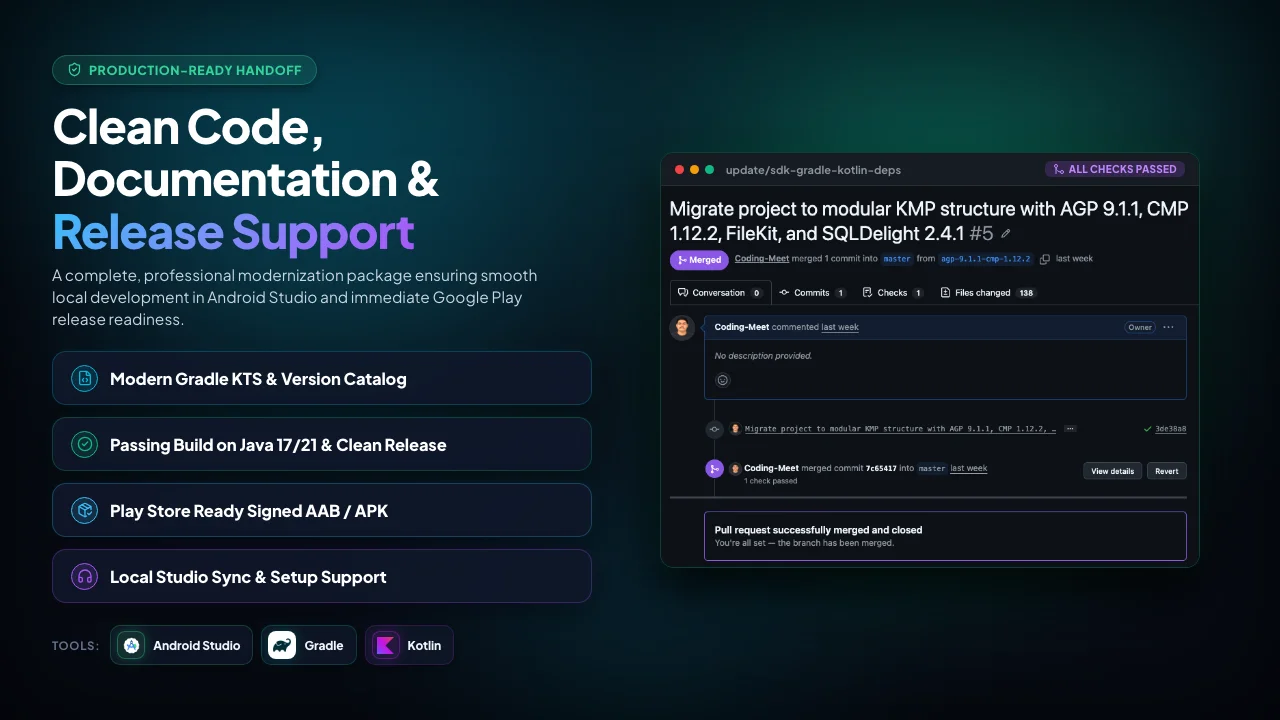 PRODUCTION-READY HANDOFF
Clean Code,
Documentation &
Release Support
A complete, professional modernization package ensuring smooth
local development in Android Studio and immediate Google Play
release readiness.
Modern Gradle KTS & Version Catalog
Passing Build on Java 17/21 & Clean Release
Play Store Ready Signed AAB / APK
Local Studio Sync & Setup Support
TOOLS:
Android Studio
Gradle
Kotlin
update/sdk-gradle-kotlin-deps
ALL CHECKS PASSED
Migrate project to modular KMP structure with AGP 9.1.1, CMP
1.12.2, FileKit, and SQLDelight 2.4.1 #5
Merged
Coding-Meet merged 1 commit into master from agp-9.1.1-cmp-1.12.2 last week
Conversation 0
Commits 1
Checks 1
Files changed 138
Coding-Meet commented last week
Owner
No description provided.
Migrate project to modular KMP structure with AGP 9.1.1, CMP 1.12.2, …
3de38a8
Coding-Meet merged commit 7c65417 into master last week
1 check passed
View details
Revert
Pull request successfully merged and closed
You're all set — the branch has been merged.